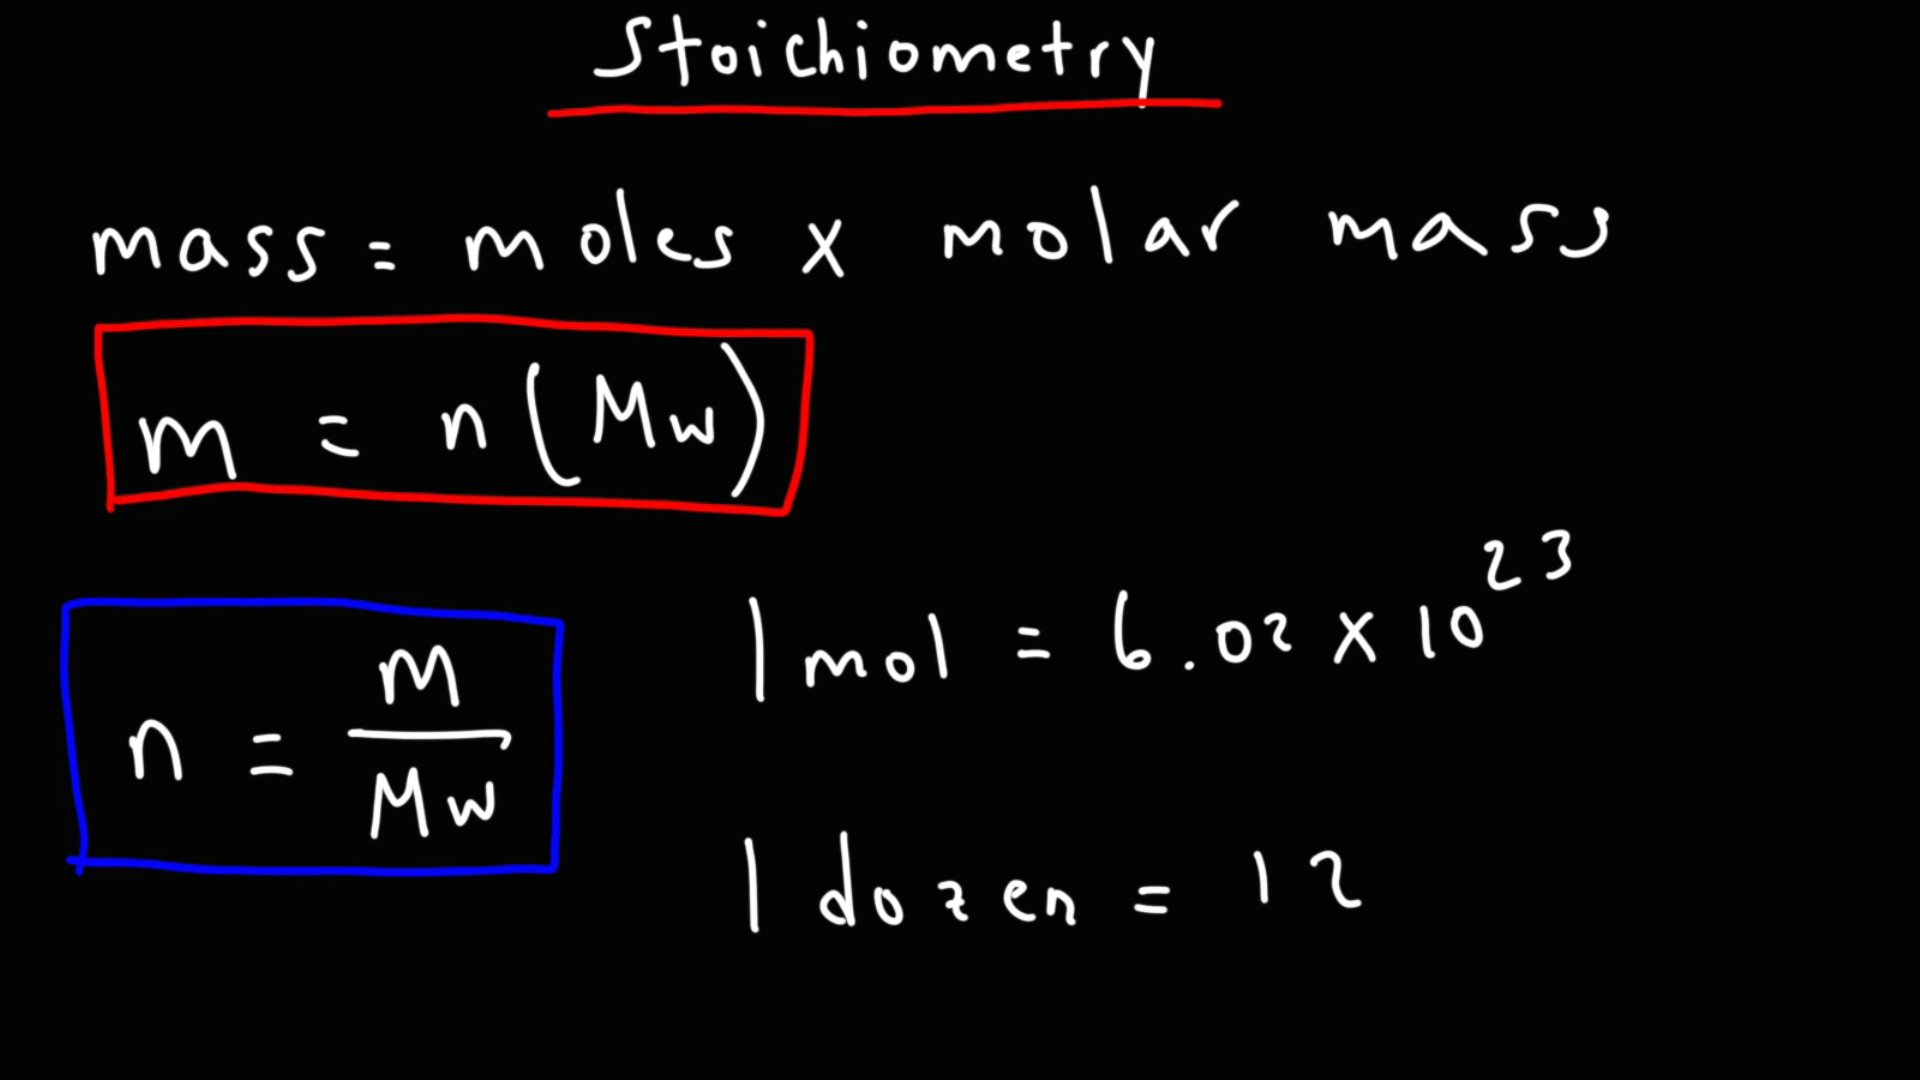 Stoichiometry
mass = moles x molar mass
m = n(Mw)
n = m/Mw
1 mol = 6.02 x 10^23
1 dozen = 12